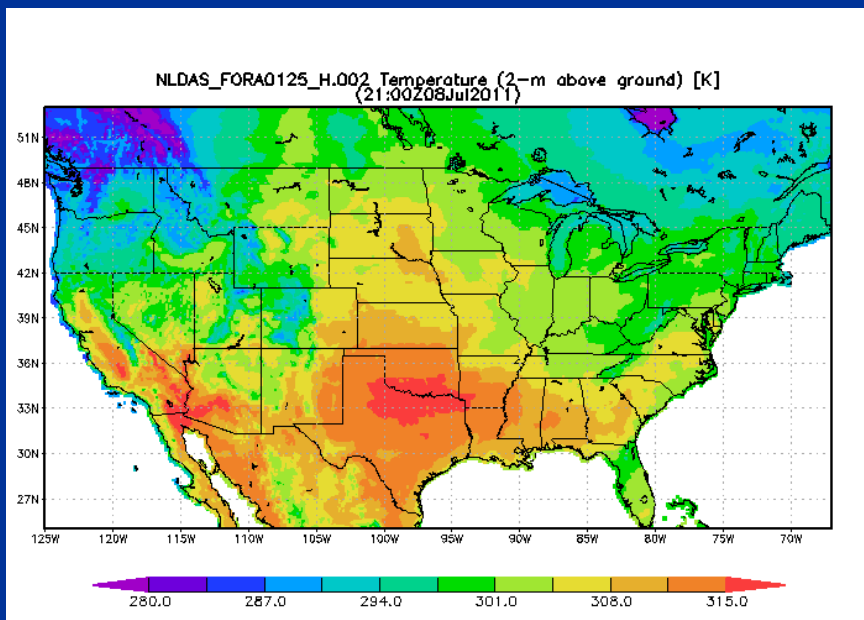 NLDAS_FORA0125_H.002 Temperature (2-m above ground) [K]
(21:00Z08Jul2011)
51N
48N
45N
42N
39N
36N
33N
30N
27N
125W 120W 115W 110W 105W 100W 95W 90W 85W 80W 75W 70W
280.0 287.0 294.0 301.0 308.0 315.0